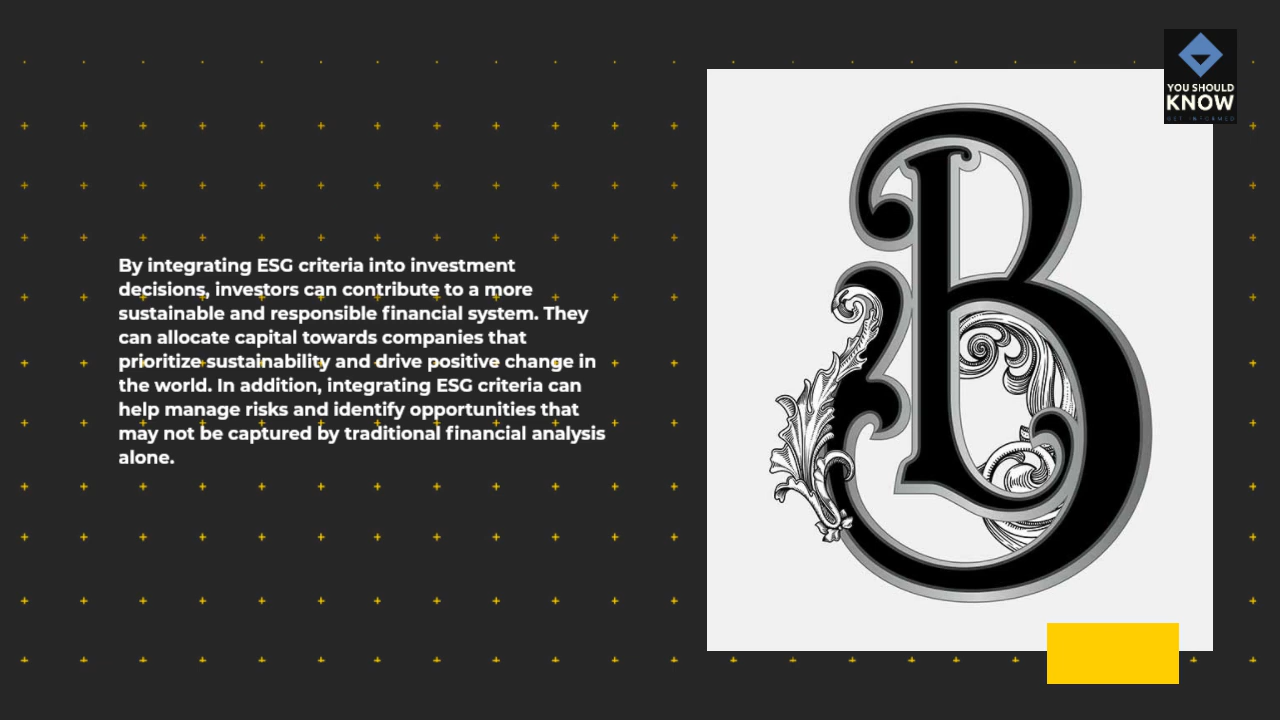 By integrating ESG criteria into investment
decisions, investors can contribute to a more
sustainable and responsible financial system. They
can allocate capital towards companies that
prioritize sustainability and drive positive change in
the world. In addition, integrating ESG criteria can
help manage risks and identify opportunities that
may not be captured by traditional financial analysis
alone.
B
YOU SHOULD
KNOW
GET INFORMED